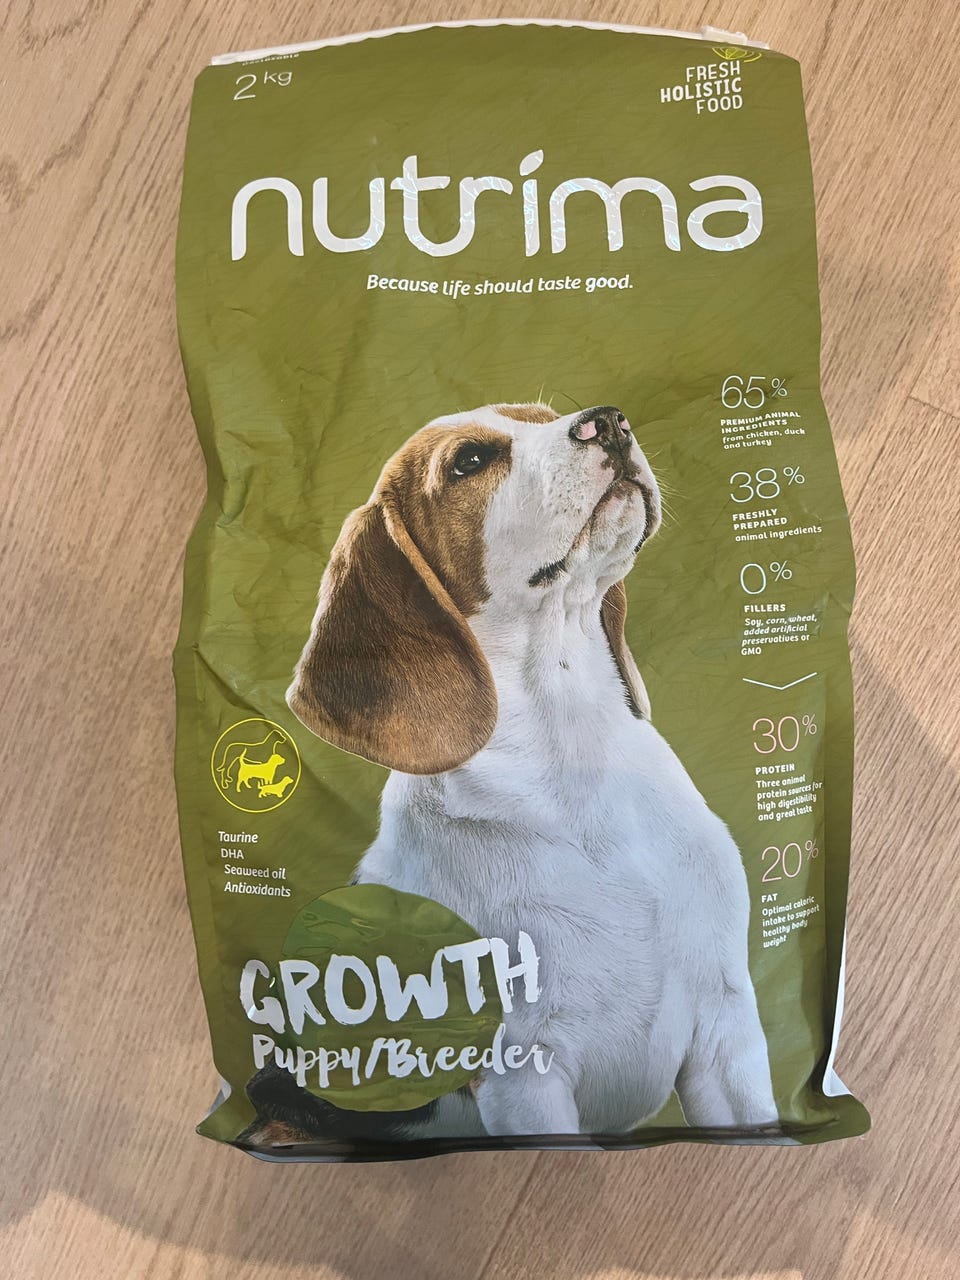 2 kg
FRESH
HOLISTIC
FOOD
nutrima
Because life should taste good.
65%
PREMIUM ANIMAL
INGREDIENTS
from chicken, duck
and turkey
38%
FRESHLY
PREPARED
animal ingredients
0%
FILLERS
Soy, corn, wheat,
added artificial
preservatives or
GMO
30%
PROTEIN
Three animal
protein sources for
high digestibility
and great taste
20%
FAT
Optimal caloric
intake to support
healthy body
weight
Taurine
DHA
Seaweed oil
Antioxidants
GROWTH
Puppy/Breeder